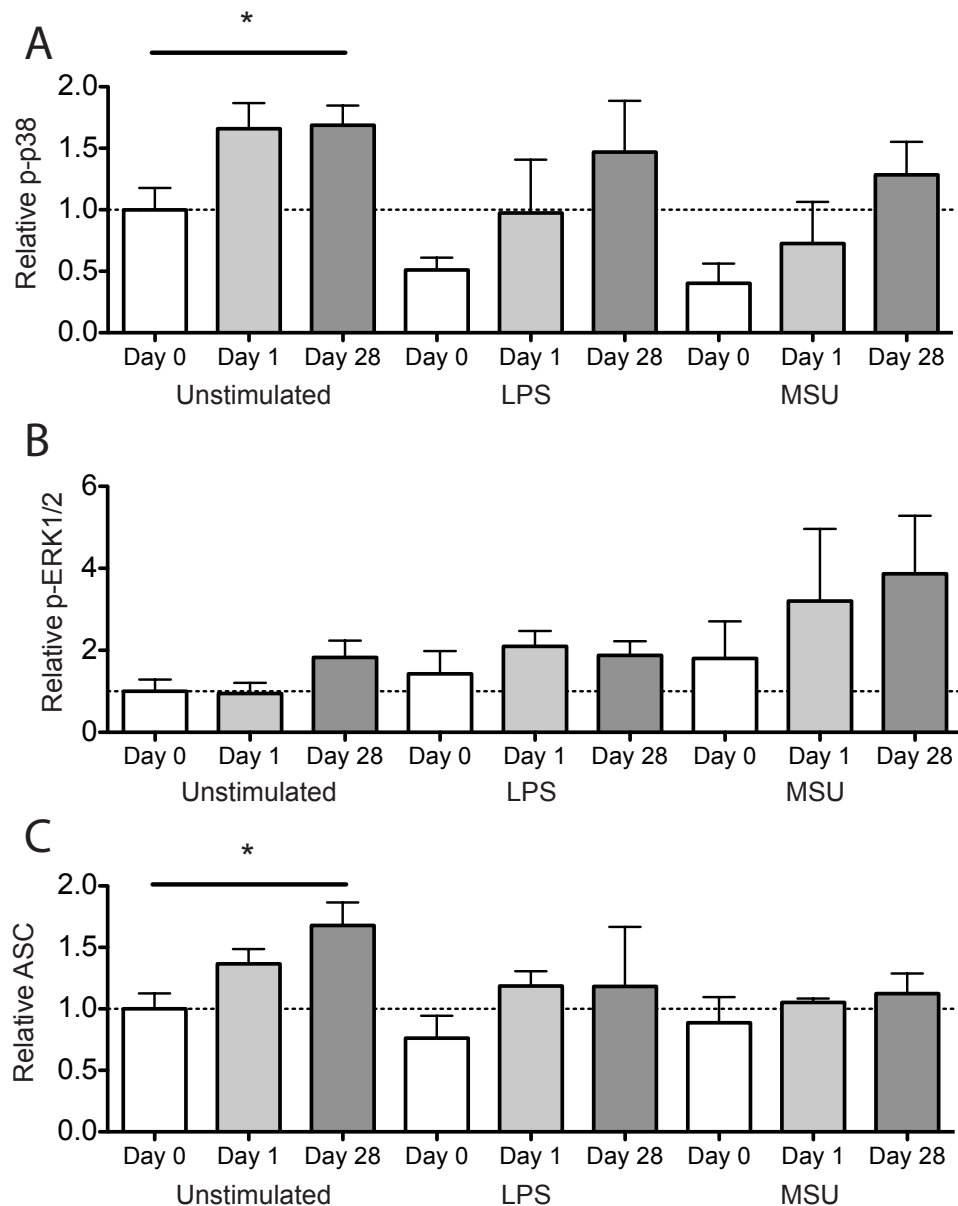 A
*
Relative p-p38
2.0
1.5
1.0
0.5
0.0
Day 0 Day 1 Day 28 Day 0 Day 1 Day 28 Day 0 Day 1 Day 28
Unstimulated LPS MSU
B
Relative p-ERK1/2
6
4
2
0
Day 0 Day 1 Day 28 Day 0 Day 1 Day 28 Day 0 Day 1 Day 28
Unstimulated LPS MSU
C
*
Relative ASC
2.0
1.5
1.0
0.5
0.0
Day 0 Day 1 Day 28 Day 0 Day 1 Day 28 Day 0 Day 1 Day 28
Unstimulated LPS MSU